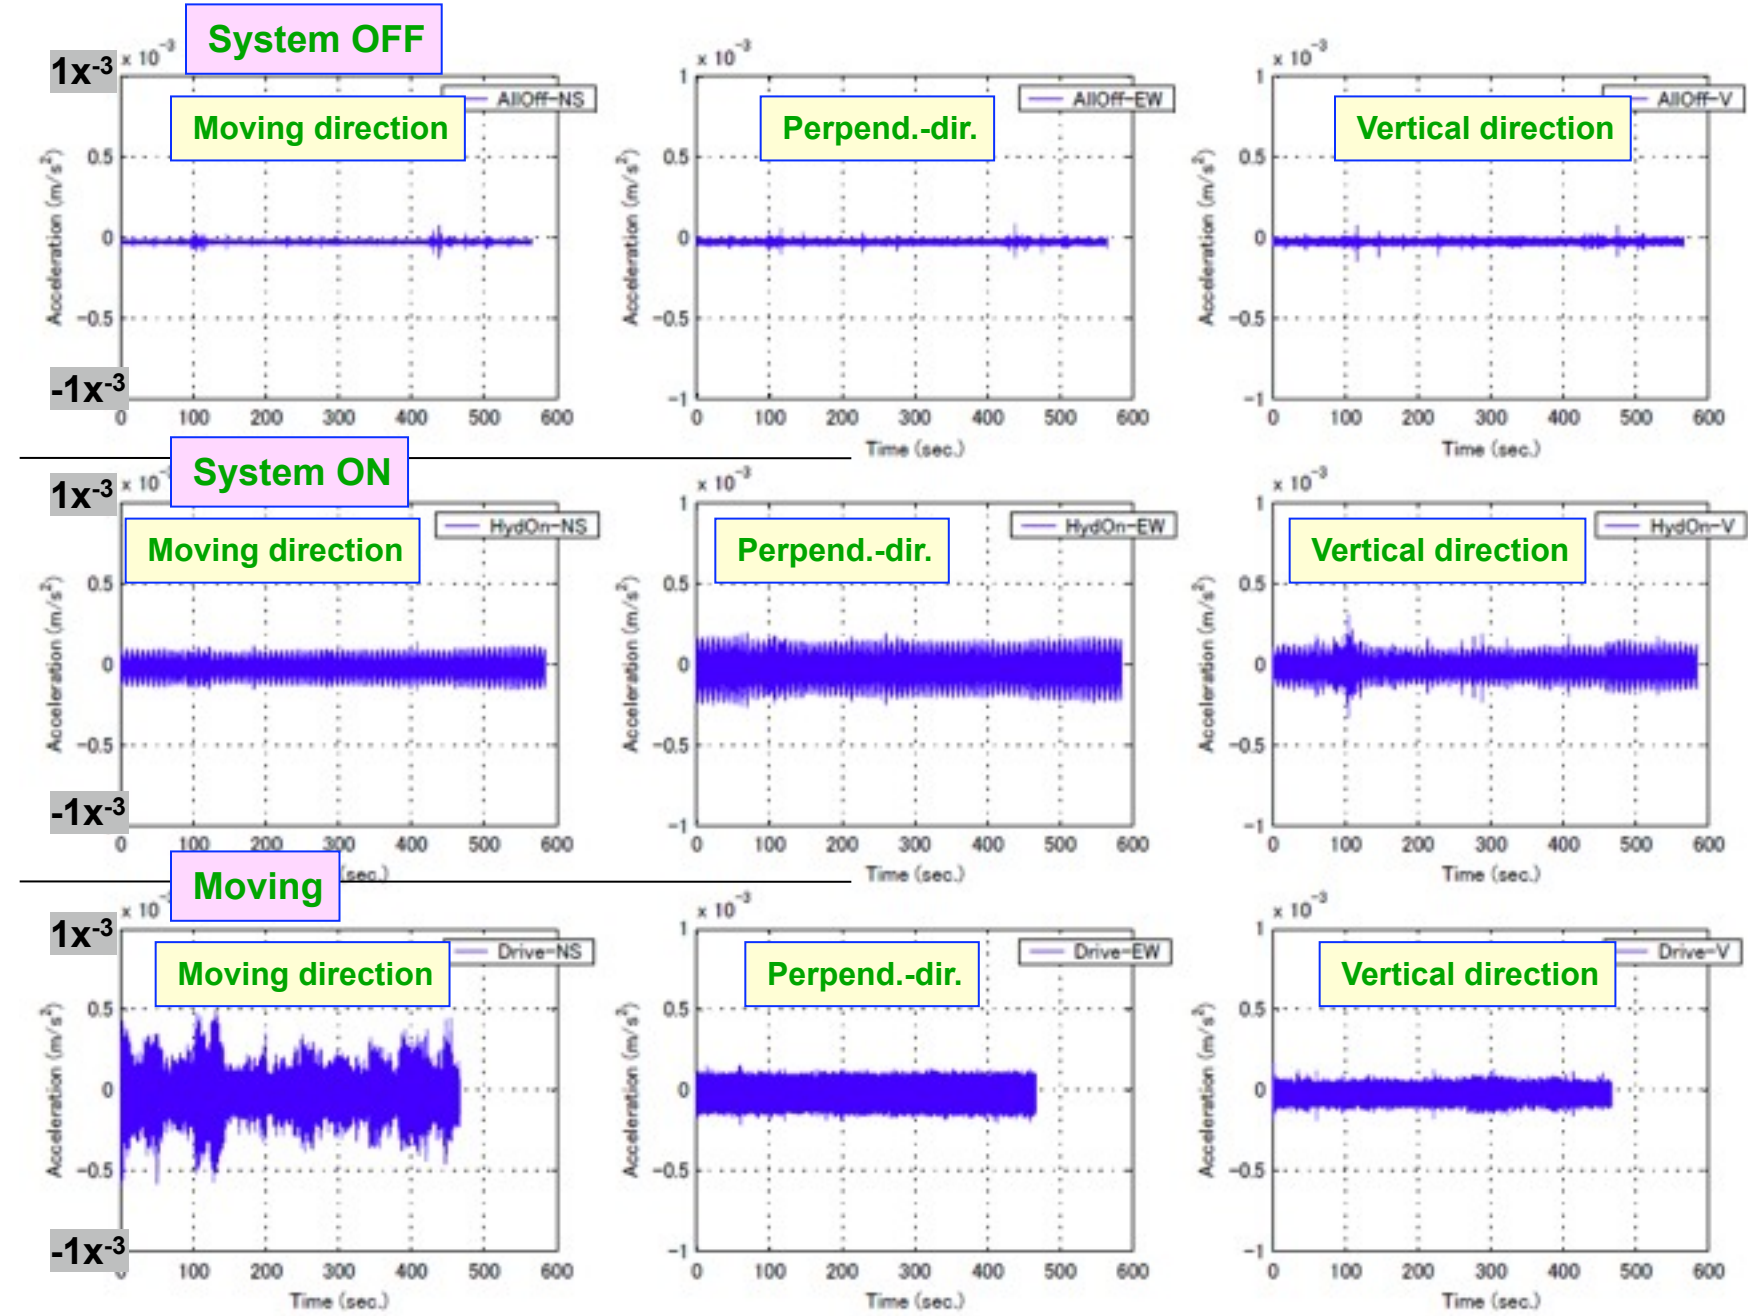 System OFF
1x-3
x 10-3
AllOff-NS
Moving direction
0.5
0
-0.5
-1x-3
Acceleration (m/s2)
0 100 200 300 400 500 600
x 10-3
1
AllOff-EW
Perpend.-dir.
0.5
0
-0.5
-1
Acceleration (m/s2)
0 100 200 300 400 500 600
Time (sec.)
x 10-3
1
AllOff-V
Vertical direction
0.5
0
-0.5
-1
Acceleration (m/s2)
0 100 200 300 400 500 600
Time (sec.)
System ON
1x-3
x 10
HydOn-NS
Moving direction
0.5
0
-0.5
-1x-3
Acceleration (m/s2)
0 100 200 300 400 500 600
(sec.)
x 10-3
1
HydOn-EW
Perpend.-dir.
0.5
0
-0.5
-1
Acceleration (m/s2)
0 100 200 300 400 500 600
Time (sec.)
x 10-3
1
HydOn-V
Vertical direction
0.5
0
-0.5
-1
Acceleration (m/s2)
0 100 200 300 400 500 600
Time (sec.)
Moving
1x-3
x 10-3
Drive-NS
Moving direction
0.5
0
-0.5
-1x-3
Acceleration (m/s2)
0 100 200 300 400 500 600
Time (sec.)
x 10-3
1
Drive-EW
Perpend.-dir.
0.5
0
-0.5
-1
Acceleration (m/s2)
0 100 200 300 400 500 600
Time (sec.)
x 10-3
1
Drive-V
Vertical direction
0.5
0
-0.5
-1
Acceleration (m/s2)
0 100 200 300 400 500 600
Time (sec.)